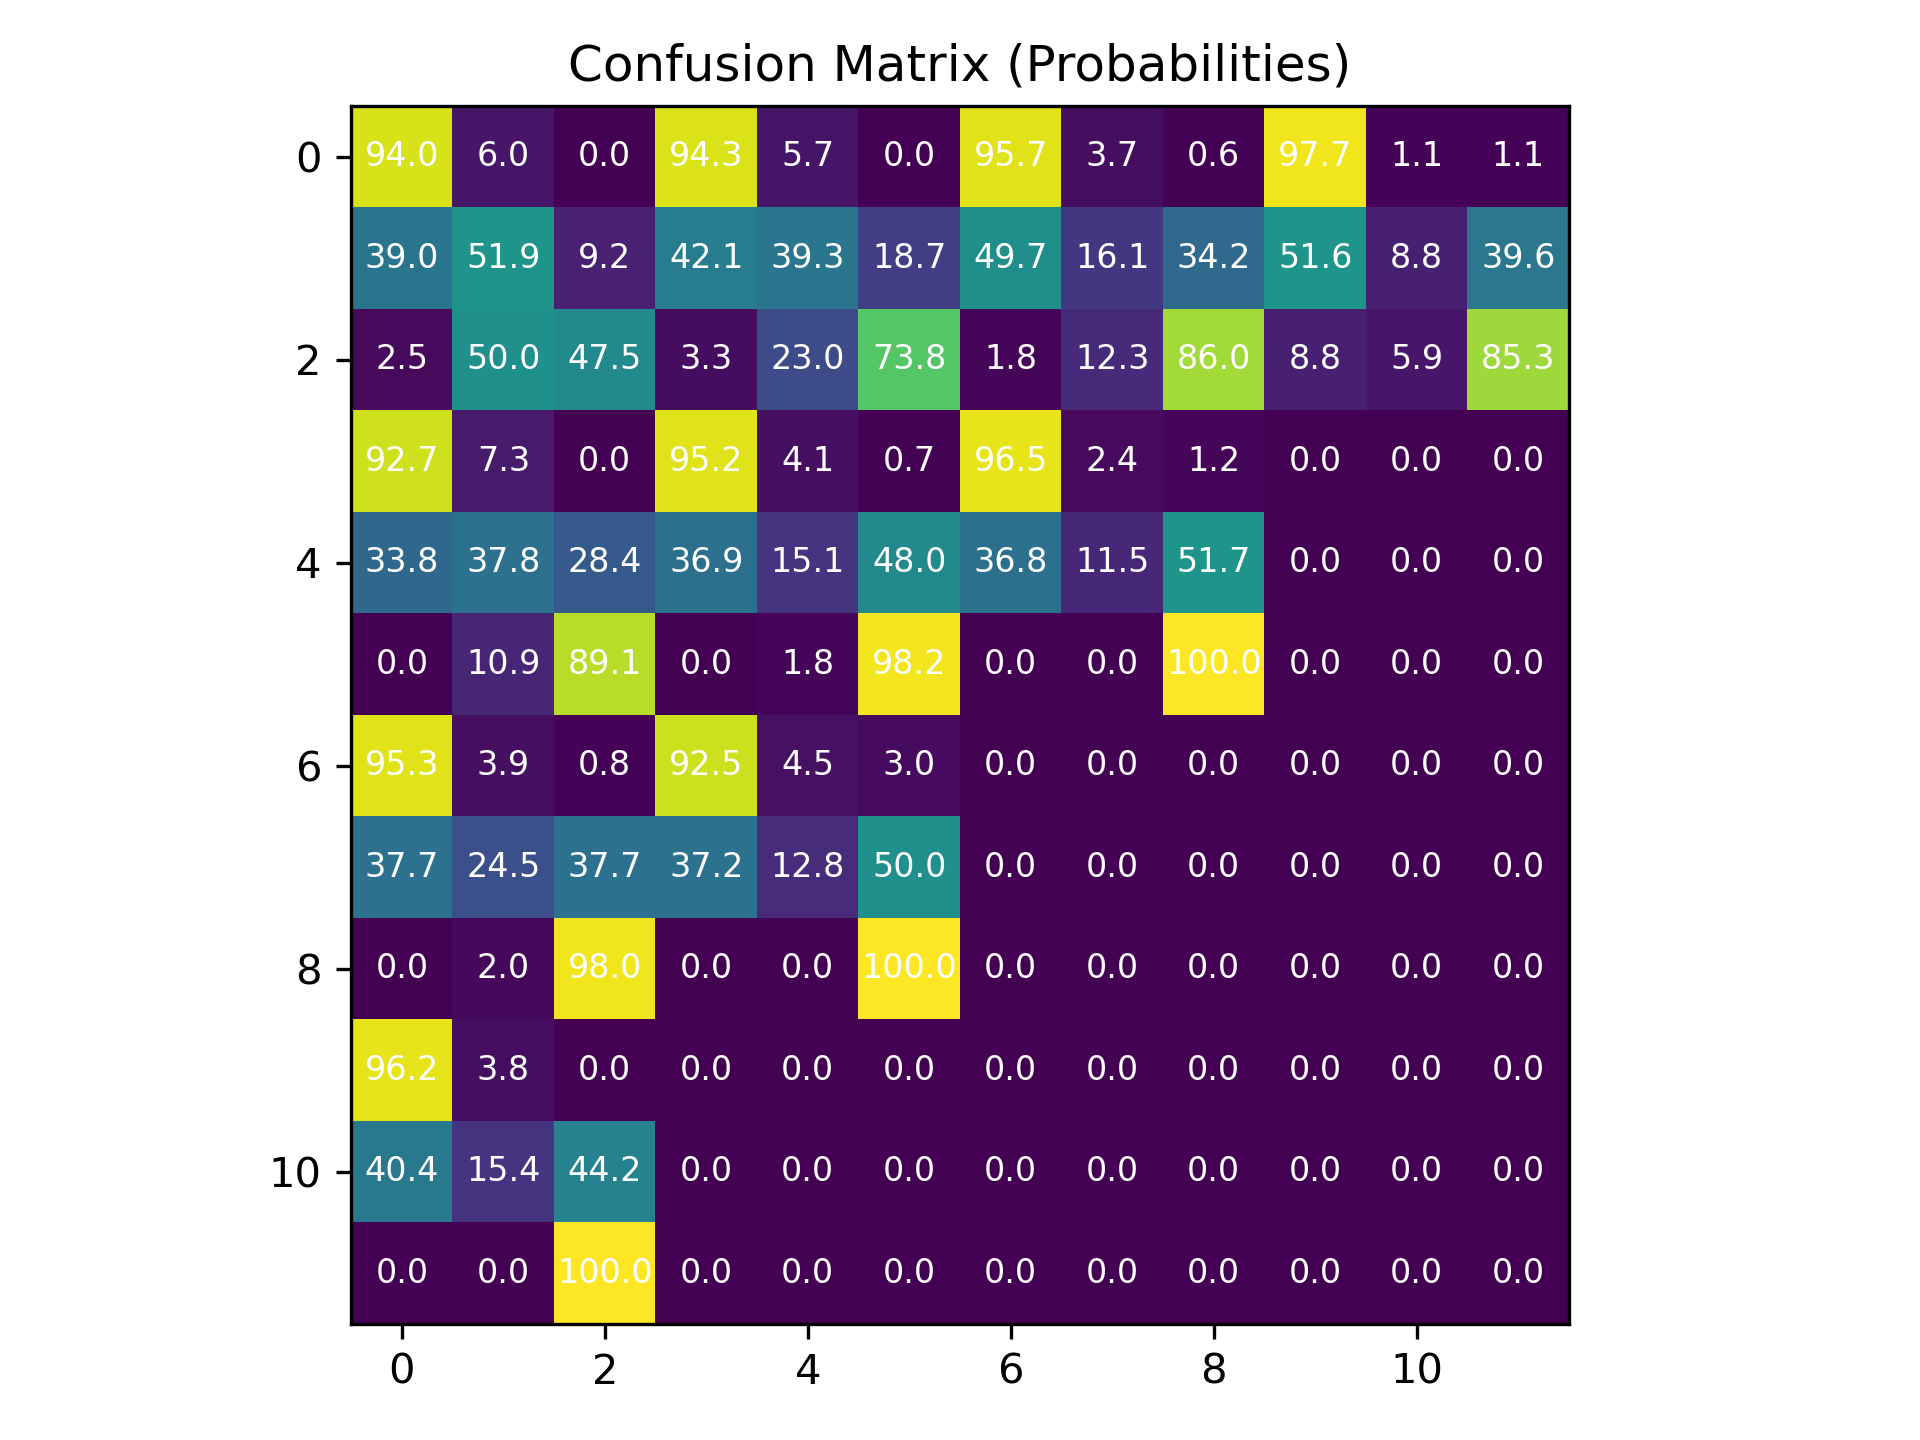 Confusion Matrix (Probabilities)
0 94.0 6.0 0.0 94.3 5.7 0.0 95.7 3.7 0.6 97.7 1.1 1.1
39.0 51.9 9.2 42.1 39.3 18.7 49.7 16.1 34.2 51.6 8.8 39.6
2 2.5 50.0 47.5 3.3 23.0 73.8 1.8 12.3 86.0 8.8 5.9 85.3
92.7 7.3 0.0 95.2 4.1 0.7 96.5 2.4 1.2 0.0 0.0 0.0
4 33.8 37.8 28.4 36.9 15.1 48.0 36.8 11.5 51.7 0.0 0.0 0.0
0.0 10.9 89.1 0.0 1.8 98.2 0.0 0.0 100.0 0.0 0.0 0.0
6 95.3 3.9 0.8 92.5 4.5 3.0 0.0 0.0 0.0 0.0 0.0 0.0
37.7 24.5 37.7 37.2 12.8 50.0 0.0 0.0 0.0 0.0 0.0 0.0
8 0.0 2.0 98.0 0.0 0.0 100.0 0.0 0.0 0.0 0.0 0.0 0.0
96.2 3.8 0.0 0.0 0.0 0.0 0.0 0.0 0.0 0.0 0.0 0.0
10 40.4 15.4 44.2 0.0 0.0 0.0 0.0 0.0 0.0 0.0 0.0 0.0
0.0 0.0 100.0 0.0 0.0 0.0 0.0 0.0 0.0 0.0 0.0 0.0
0 2 4 6 8 10